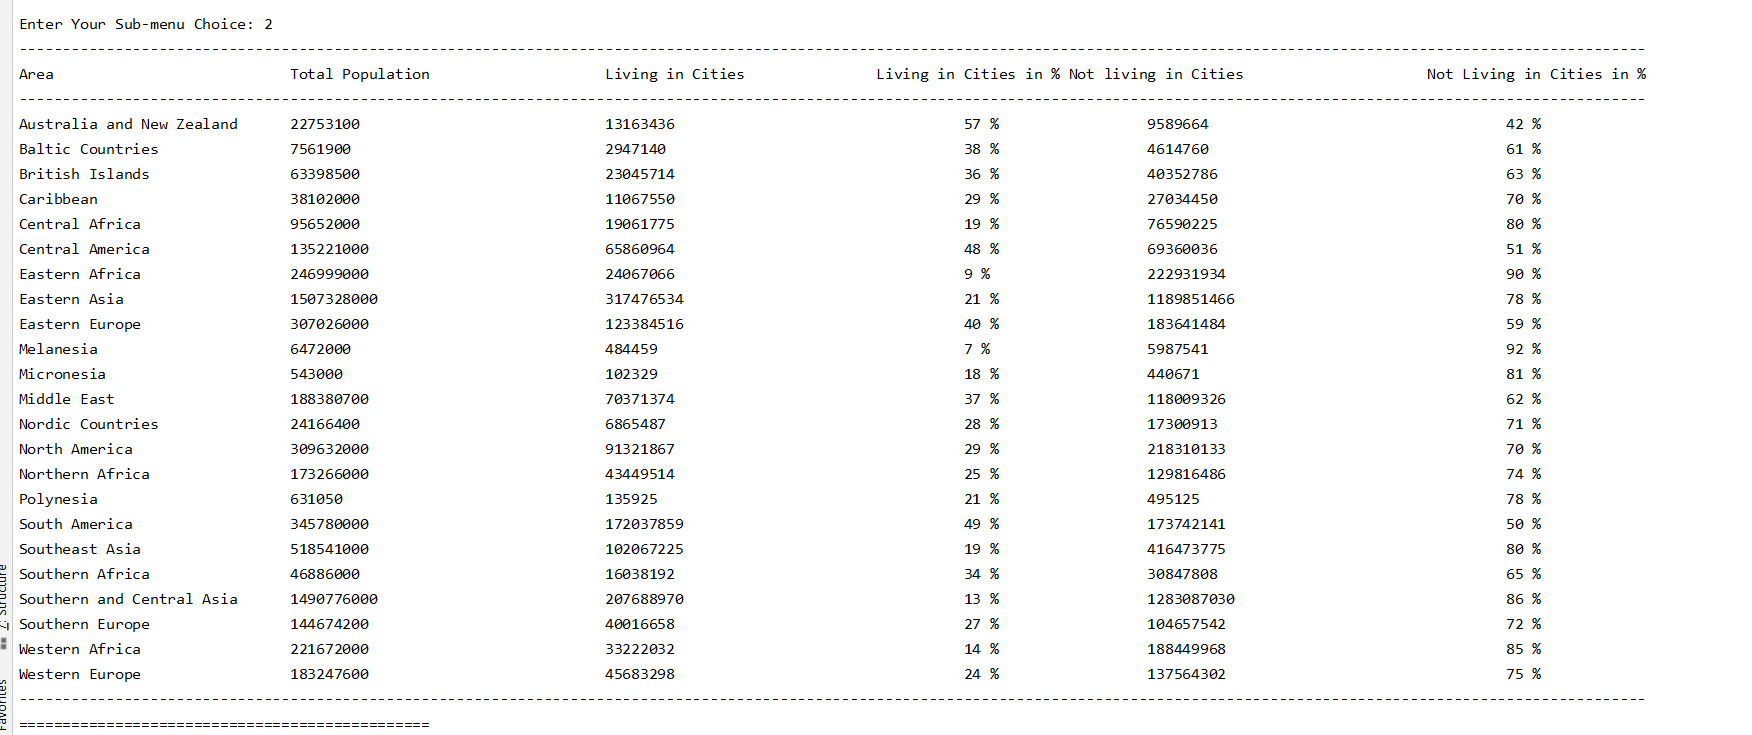 Enter Your Sub-menu Choice: 2
--------------------------------------------------------------------------------------------------------------------------------------------------------------------------------------------
Area Total Population Living in Cities Living in Cities in % Not living in Cities Not Living in Cities in %
--------------------------------------------------------------------------------------------------------------------------------------------------------------------------------------------
Australia and New Zealand 22753100 13163436 57 % 9589664 42 %
Baltic Countries 7561900 2947140 38 % 4614760 61 %
British Islands 63398500 23045714 36 % 40352786 63 %
Caribbean 38102000 11067550 29 % 27034450 70 %
Central Africa 95652000 19061775 19 % 76590225 80 %
Central America 135221000 65860964 48 % 69360036 51 %
Eastern Africa 246999000 24067066 9 % 222931934 90 %
Eastern Asia 1507328000 317476534 21 % 1189851466 78 %
Eastern Europe 307026000 123384516 40 % 183641484 59 %
Melanesia 6472000 484459 7 % 5987541 92 %
Micronesia 543000 102329 18 % 440671 81 %
Middle East 188380700 70371374 37 % 118009326 62 %
Nordic Countries 24166400 6865487 28 % 17300913 71 %
North America 309632000 91321867 29 % 218310133 70 %
Northern Africa 173266000 43449514 25 % 129816486 74 %
Polynesia 631050 135925 21 % 495125 78 %
South America 345780000 172037859 49 % 173742141 50 %
Southeast Asia 518541000 102067225 19 % 416473775 80 %
Southern Africa 46886000 16038192 34 % 30847808 65 %
Southern and Central Asia 1490776000 207688970 13 % 1283087030 86 %
Southern Europe 144674200 40016658 27 % 104657542 72 %
Western Africa 221672000 33222032 14 % 188449968 85 %
Western Europe 183247600 45683298 24 % 137564302 75 %
--------------------------------------------------------------------------------------------------------------------------------------------------------------------------------------------
===============================================
Z: Structure
Favorites